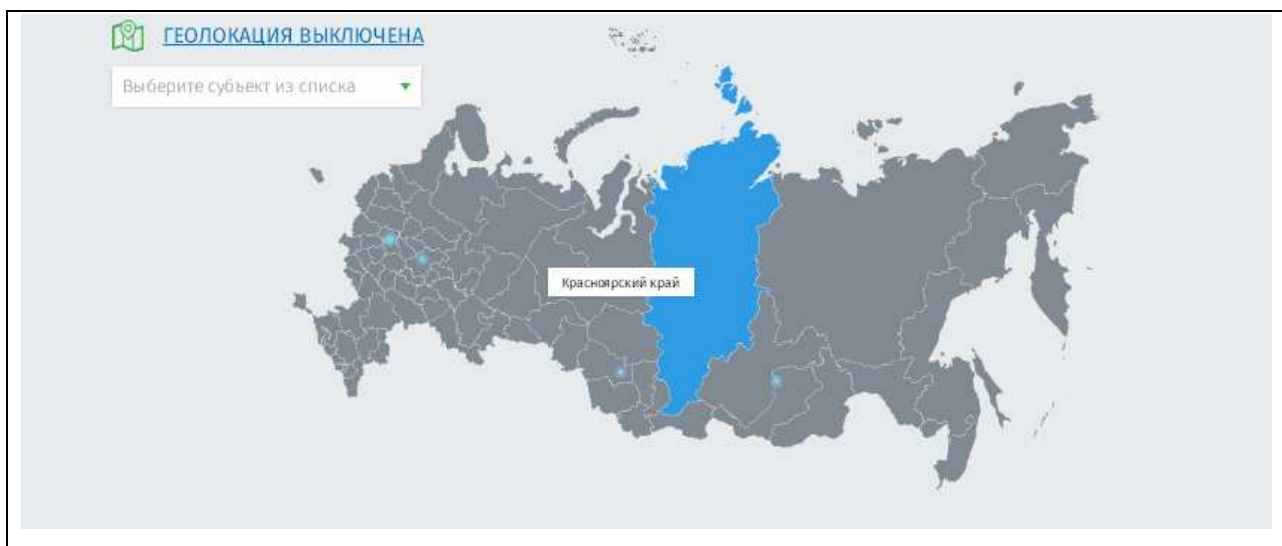 ГЕОЛОКАЦИЯ ВЫКЛЮЧЕНА
Выберите субъект из списка
Красноярский край